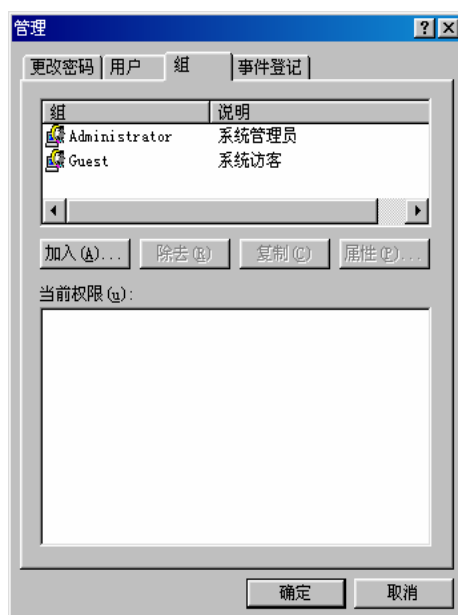 管理
更改密码 用户 组 事件登记
组 说明
Administrator 系统管理员
Guest 系统访客
加入(A)... 除去(R) 复制(C) 属性(P)...
当前权限(u):
确定 取消